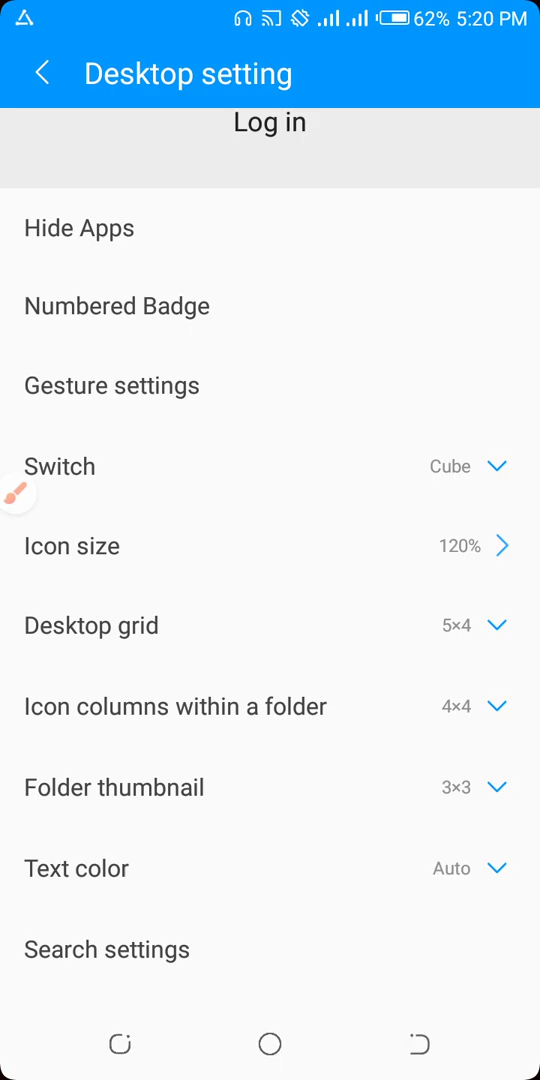 62% 5:20 PM
Desktop setting
Log in
Hide Apps
Numbered Badge
Gesture settings
Switch Cube
Icon size 120%
Desktop grid 5×4
Icon columns within a folder 4×4
Folder thumbnail 3×3
Text color Auto
Search settings